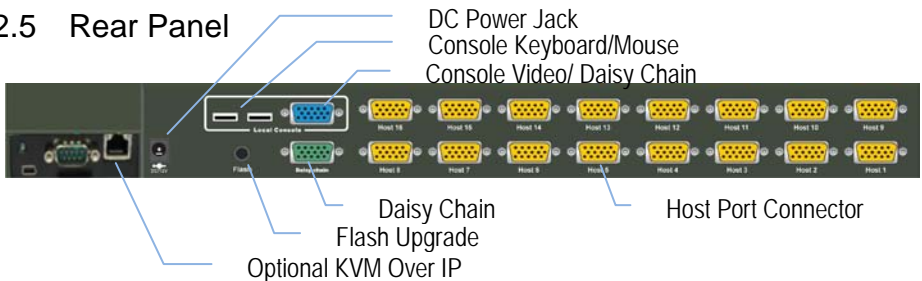 2.5 Rear Panel
DC Power Jack
Console Keyboard/Mouse
Console Video/ Daisy Chain
Local Console
Host 16 Host 15 Host 14 Host 13 Host 12 Host 11 Host 10 Host 9
DC12V Flash Daisy chain Host 8 Host 7 Host 6 Host 5 Host 4 Host 3 Host 2 Host 1
Daisy Chain Host Port Connector
Flash Upgrade
Optional KVM Over IP